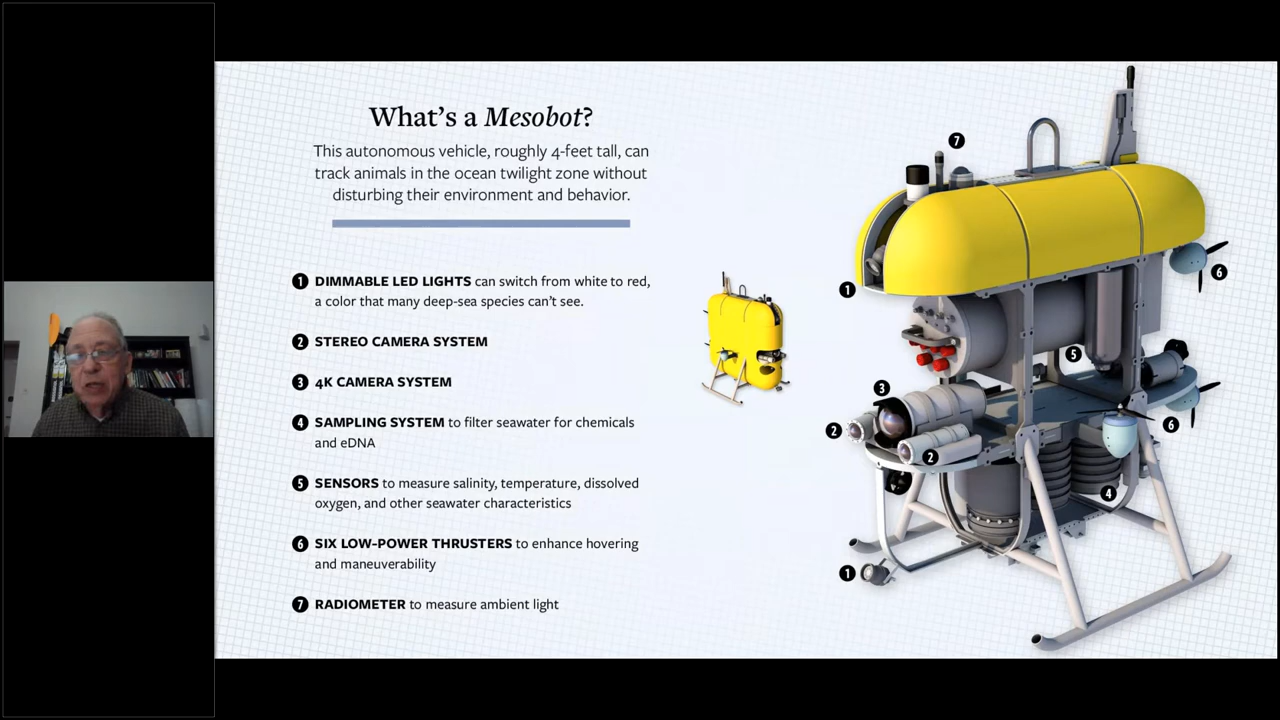 What's a Mesobot?
This autonomous vehicle, roughly 4-feet tall, can
track animals in the ocean twilight zone without
disturbing their environment and behavior.
1 DIMMABLE LED LIGHTS can switch from white to red,
a color that many deep-sea species can't see.
2 STEREO CAMERA SYSTEM
3 4K CAMERA SYSTEM
4 SAMPLING SYSTEM to filter seawater for chemicals
and eDNA
5 SENSORS to measure salinity, temperature, dissolved
oxygen, and other seawater characteristics
6 SIX LOW-POWER THRUSTERS to enhance hovering
and maneuverability
7 RADIOMETER to measure ambient light
7
6
1
5
3
2
6
2
4
1